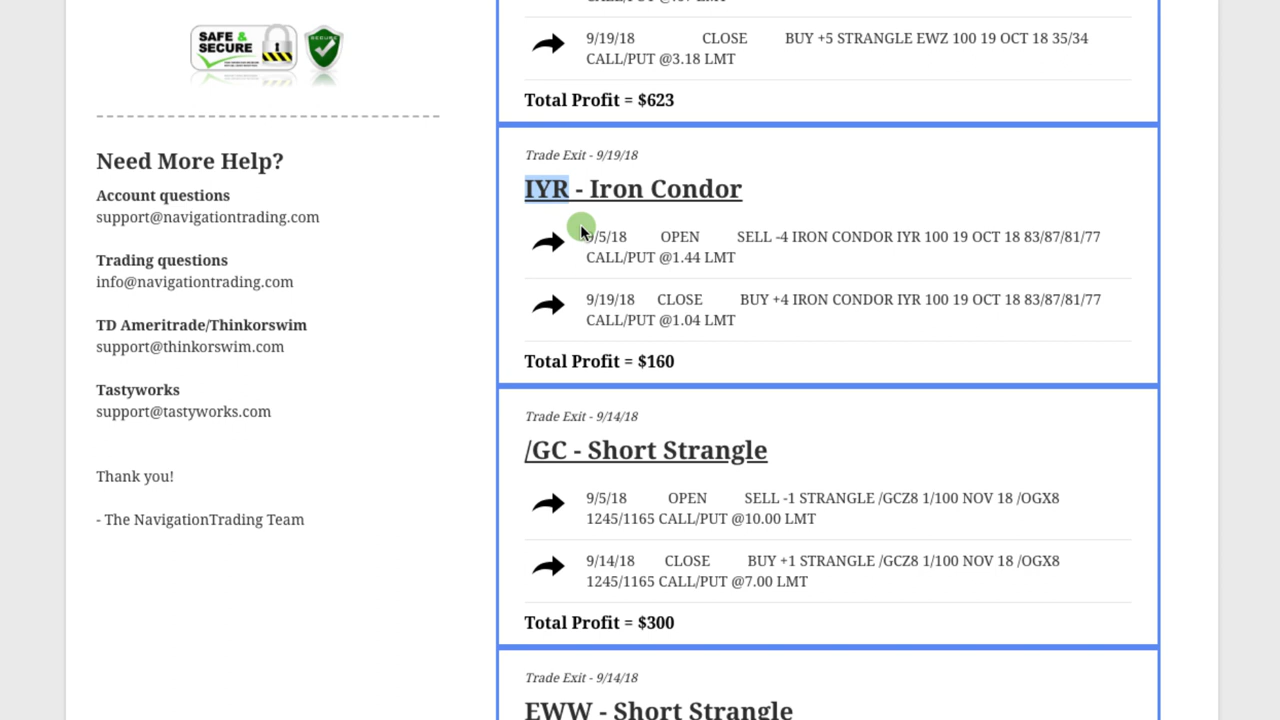 SAFE &
SECURE
SECURE
Need More Help?
Account questions
support@navigationtrading.com
Trading questions
info@navigationtrading.com
TD Ameritrade/Thinkorswim
support@thinkorswim.com
Tastyworks
support@tastyworks.com
Thank you!
- The NavigationTrading Team
9/19/18 CLOSE BUY +5 STRANGLE EWZ 100 19 OCT 18 35/34
CALL/PUT @3.18 LMT
Total Profit = $623
Trade Exit - 9/19/18
IYR - Iron Condor
9/5/18 OPEN SELL -4 IRON CONDOR IYR 100 19 OCT 18 83/87/81/77
CALL/PUT @1.44 LMT
9/19/18 CLOSE BUY +4 IRON CONDOR IYR 100 19 OCT 18 83/87/81/77
CALL/PUT @1.04 LMT
Total Profit = $160
Trade Exit - 9/14/18
/GC - Short Strangle
9/5/18 OPEN SELL -1 STRANGLE /GCZ8 1/100 NOV 18 /OGX8
1245/1165 CALL/PUT @10.00 LMT
9/14/18 CLOSE BUY +1 STRANGLE /GCZ8 1/100 NOV 18 /OGX8
1245/1165 CALL/PUT @7.00 LMT
Total Profit = $300
Trade Exit - 9/14/18
EWW - Short Strangle